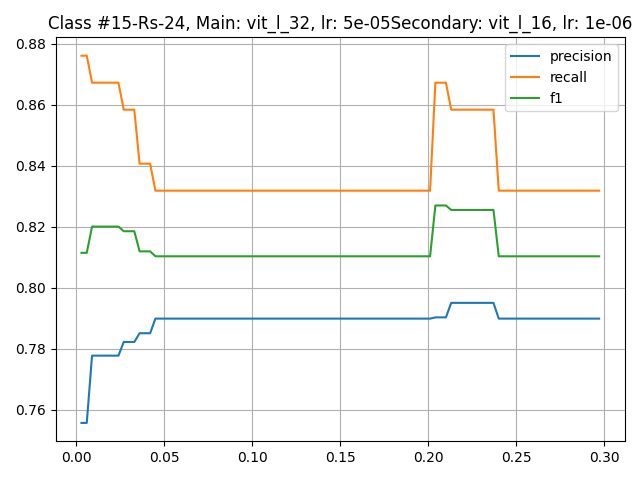 Class #15-Rs-24, Main: vit_l_32, lr: 5e-05Secondary: vit_l_16, lr: 1e-06
0.88
0.86
0.84
0.82
0.80
0.78
0.76
precision
recall
f1
0.00 0.05 0.10 0.15 0.20 0.25 0.30